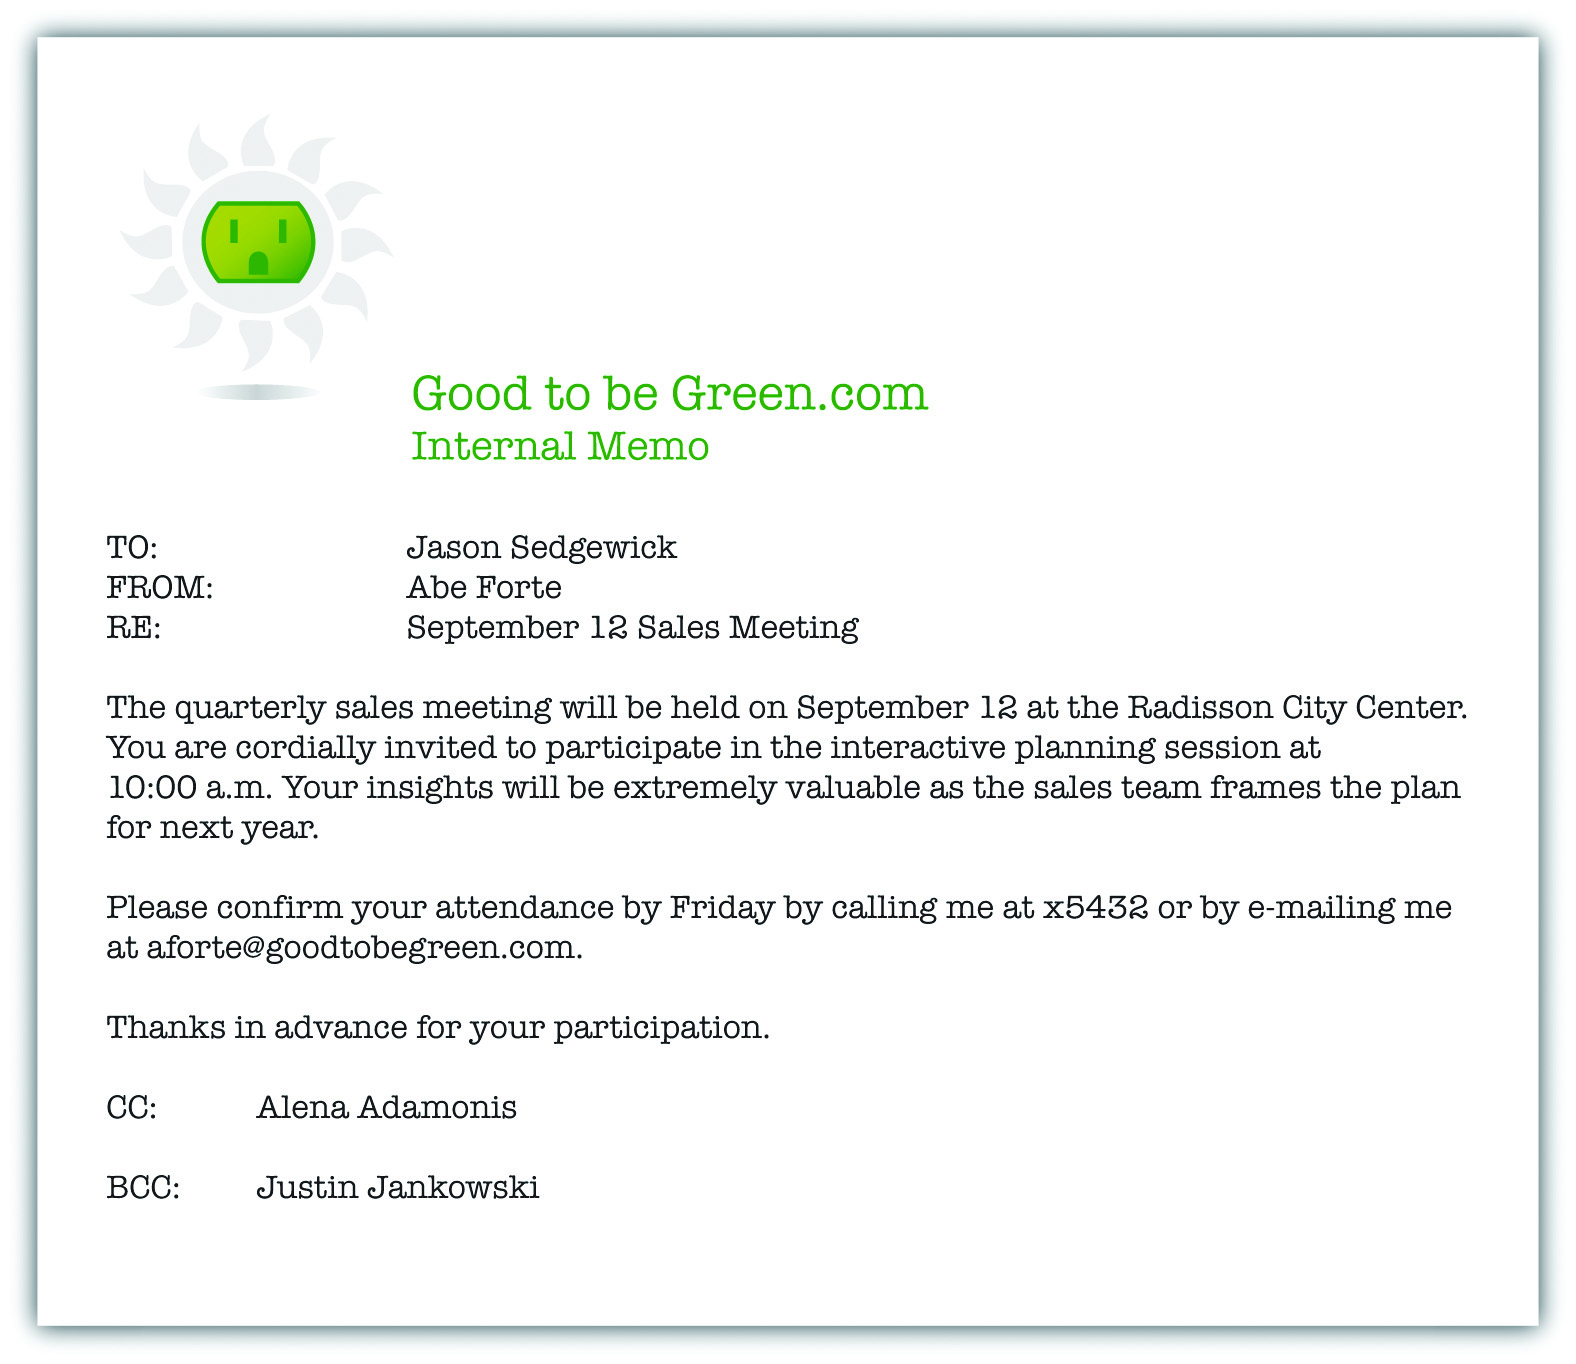 Good to be Green.com
Internal Memo
TO: Jason Sedgewick
FROM: Abe Forte
RE: September 12 Sales Meeting
The quarterly sales meeting will be held on September 12 at the Radisson City Center.
You are cordially invited to participate in the interactive planning session at
10:00 a.m. Your insights will be extremely valuable as the sales team frames the plan
for next year.
Please confirm your attendance by Friday by calling me at x5432 or by e-mailing me
at aforte@goodtobegreen.com.
Thanks in advance for your participation.
CC: Alena Adamonis
BCC: Justin Jankowski